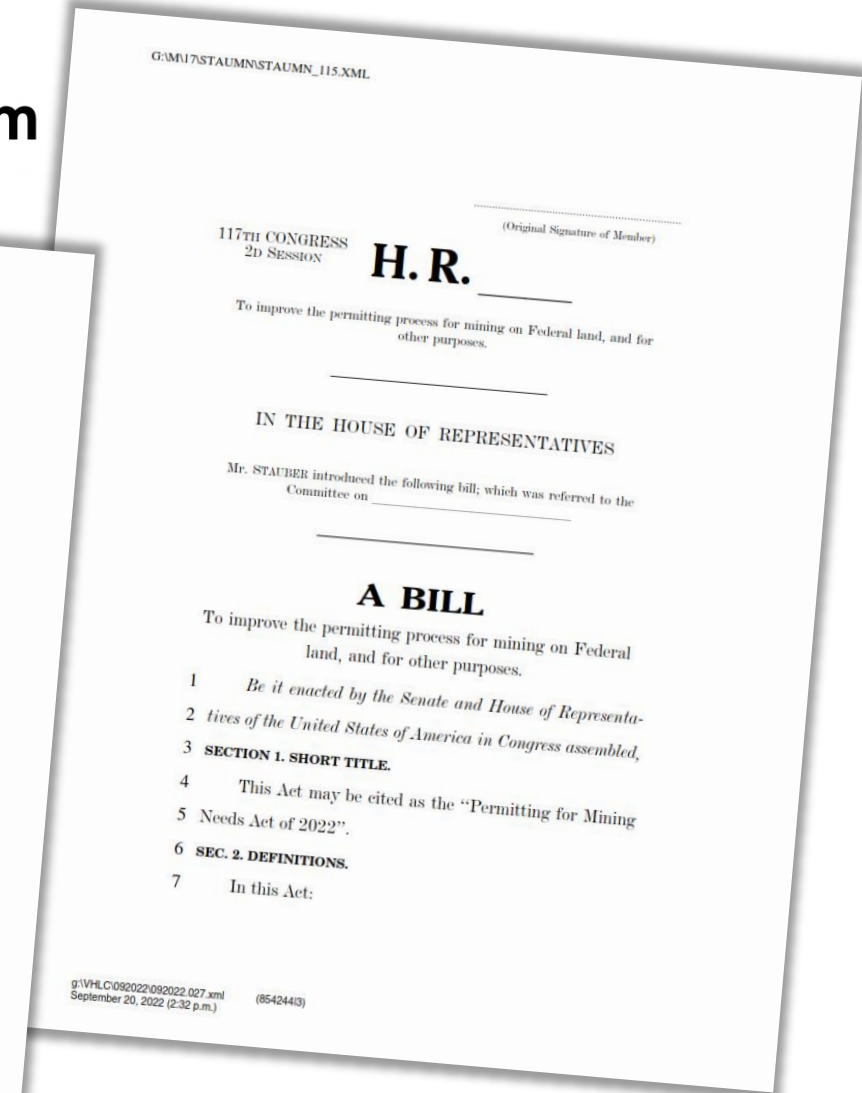 m
G:\M\17\STAUMN\STAUMN_115.XML
(Original Signature of Member)
117TH CONGRESS
2D SESSION
H. R.
To improve the permitting process for mining on Federal land, and for
other purposes.
IN THE HOUSE OF REPRESENTATIVES
Mr. STAUBER introduced the following bill; which was referred to the
Committee on
A BILL
To improve the permitting process for mining on Federal
land, and for other purposes.
1 Be it enacted by the Senate and House of Representa-
2 tives of the United States of America in Congress assembled,
3 SECTION 1. SHORT TITLE.
4 This Act may be cited as the ‘‘Permitting for Mining
5 Needs Act of 2022’’.
6 SEC. 2. DEFINITIONS.
7 In this Act:
g:\VHLC\092022\092022.027.xml (854244|3)
September 20, 2022 (2:32 p.m.)